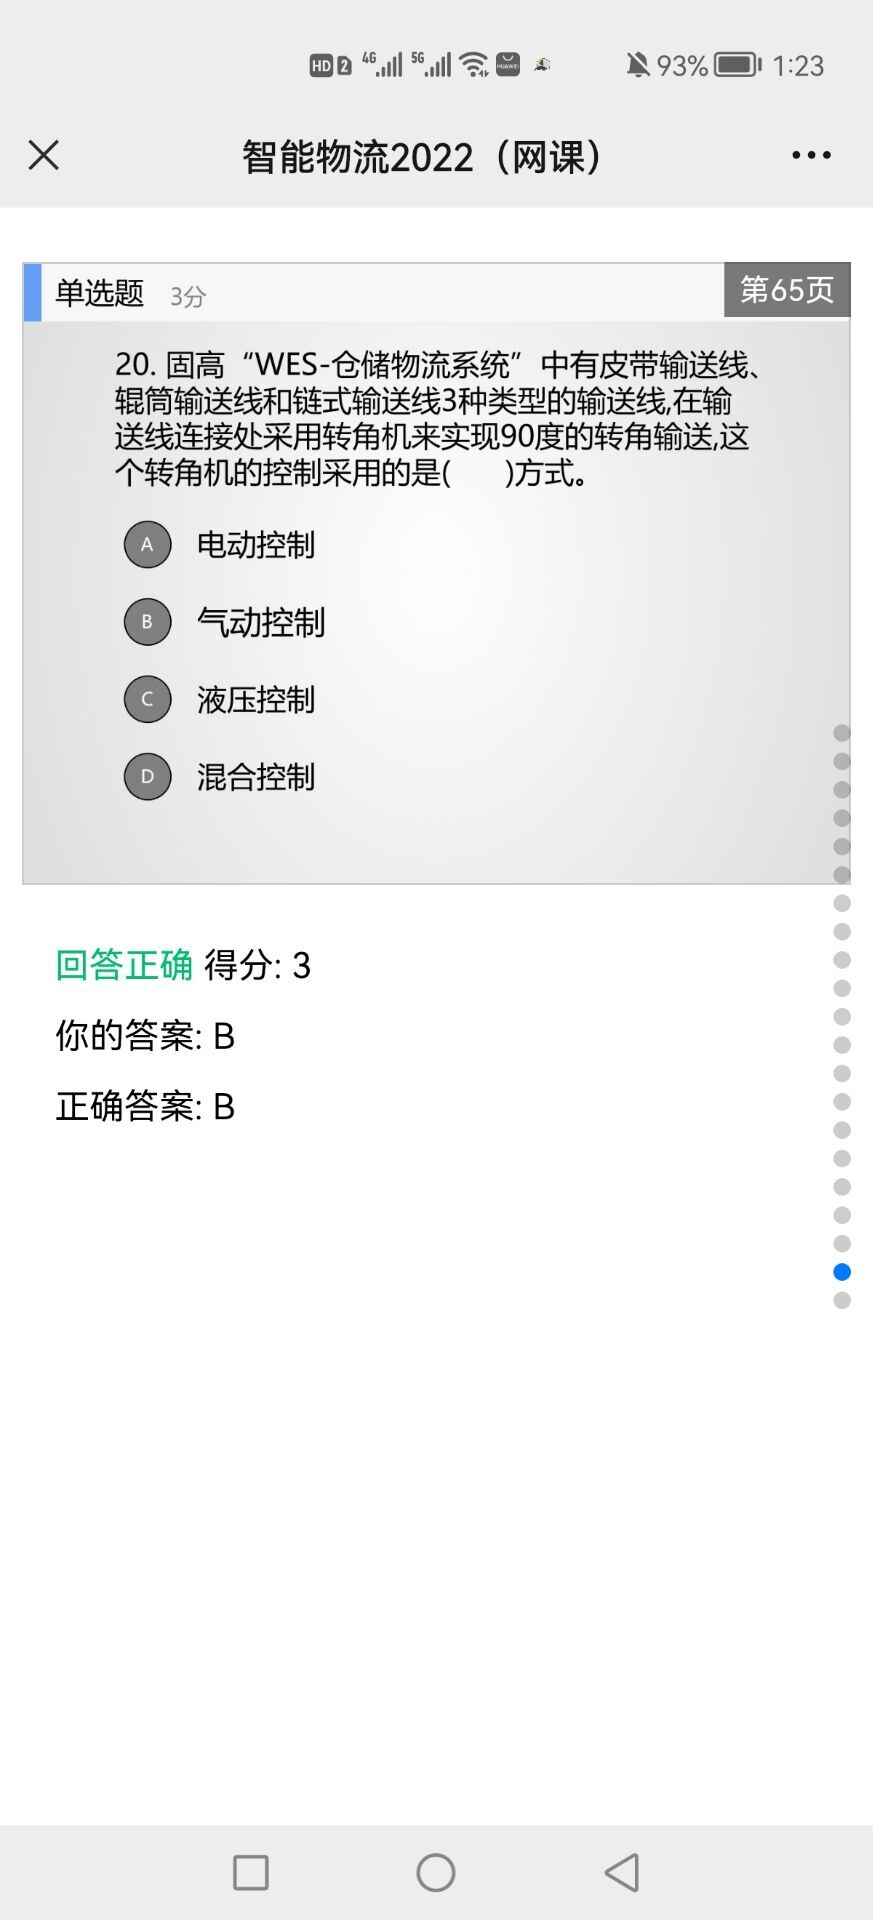 HD 2 4G 5G HUAWEI 93% 1:23
智能物流2022（网课）
单选题 3分 第65页
20. 固高“WES-仓储物流系统”中有皮带输送线、
辊筒输送线和链式输送线3种类型的输送线,在输
送线连接处采用转角机来实现90度的转角输送,这
个转角机的控制采用的是( )方式。
A 电动控制
B 气动控制
C 液压控制
D 混合控制
回答正确 得分: 3
你的答案: B
正确答案: B